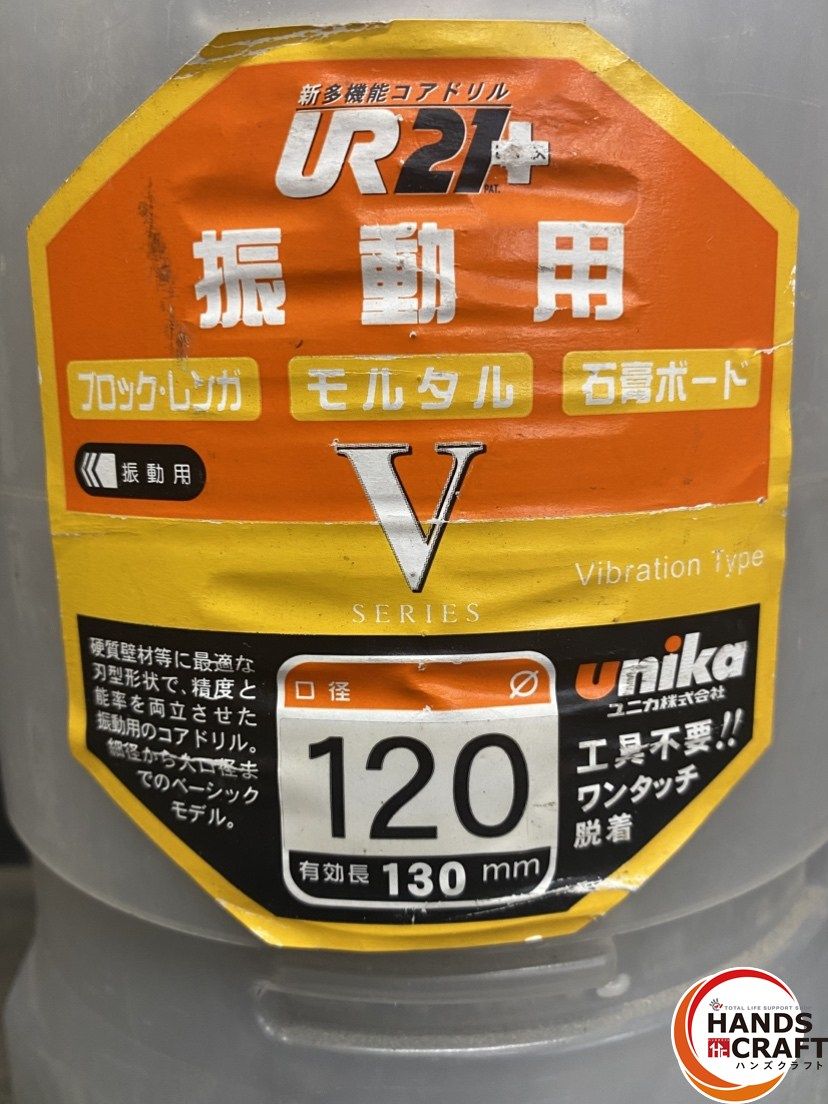 新多機能コアドリル
UR21+
PAT.
振動用
ブロック・レンガ
モルタル
石膏ボード
振動用
V
SERIES
Vibration Type
硬質壁材等に最適な
刃型形状で、精度と
能率を両立させた
振動用のコアドリル。
細径から大口径ま
でのベーシック
モデル。
口径 Ø
120
有効長 130 mm
unika
ユニカ株式会社
工具不要!!
ワンタッチ
脱着
TOTAL LIFE SUPPORT SHOP
HANDS
CRAFT
ハンズクラフト